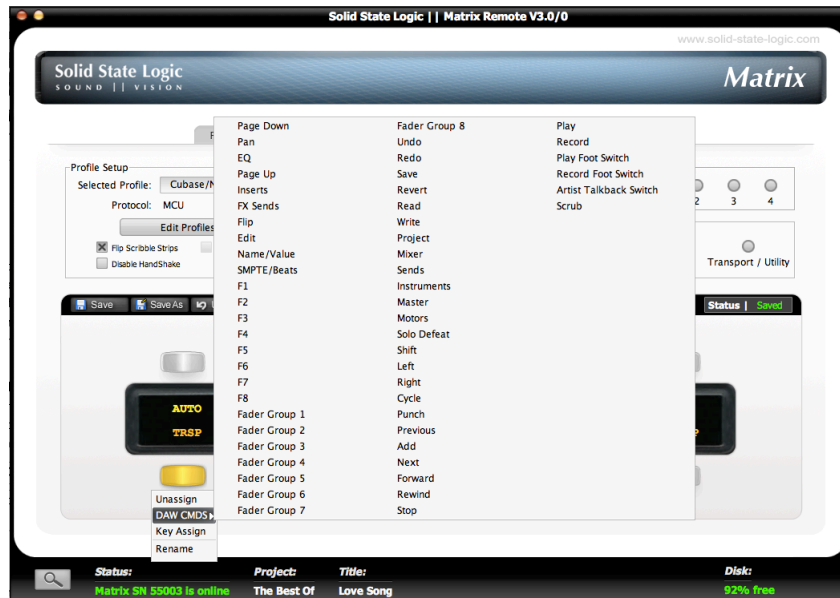 Solid State Logic || Matrix Remote V3.0/0
www.solid-state-logic.com
Solid State Logic
SOUND || VISION
Matrix
Profile Setup
Selected Profile: Cubase/N
Protocol: MCU
Edit Profiles
Flip Scribble Strips
Disable HandShake
2 3 4
Transport / Utility
Save
Save As
Status | Saved
AUTO
TRSP
Unassign
DAW CMDS
Key Assign
Rename
Page Down
Pan
EQ
Page Up
Inserts
FX Sends
Flip
Edit
Name/Value
SMPTE/Beats
F1
F2
F3
F4
F5
F6
F7
F8
Fader Group 1
Fader Group 2
Fader Group 3
Fader Group 4
Fader Group 5
Fader Group 6
Fader Group 7
Fader Group 8
Undo
Redo
Save
Revert
Read
Write
Project
Mixer
Sends
Instruments
Master
Motors
Solo Defeat
Shift
Left
Right
Cycle
Punch
Previous
Add
Next
Forward
Rewind
Stop
Play
Record
Play Foot Switch
Record Foot Switch
Artist Talkback Switch
Scrub
Status:
Matrix SN 55003 is online
Project:
The Best Of
Title:
Love Song
Disk:
92% free